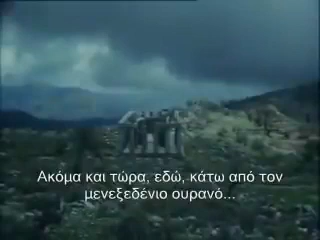 Ακόμα και τώρα, εδώ, κάτω από τον
μενεξεδένιο ουρανό...